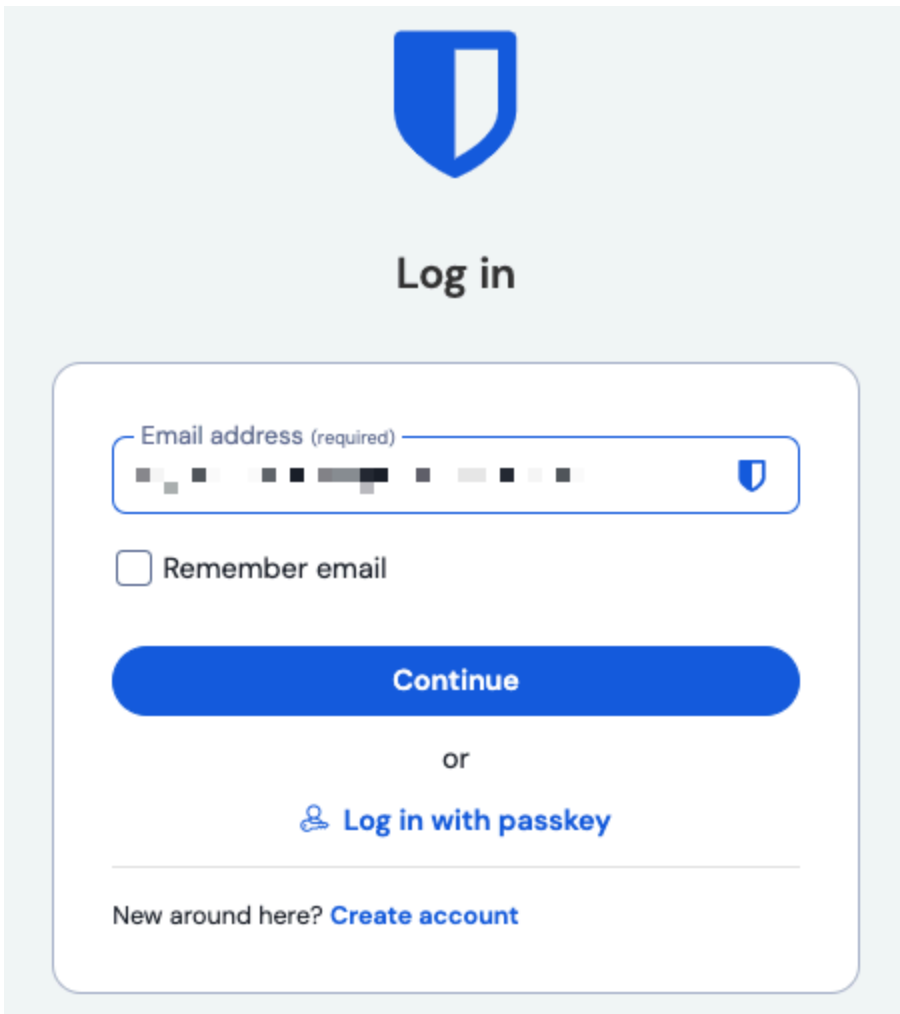 Log in
Email address (required)
Remember email
Continue
or
Log in with passkey
New around here? Create account